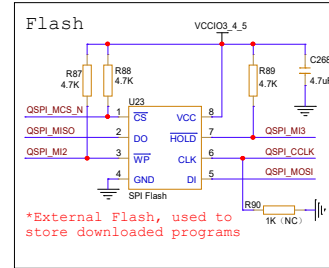 Flash
VCCIO3_4_5
R87
4.7K
R88
4.7K
R89
4.7K
C268
4.7uF
U23
QSPI_MCS_N
1
CS
VCC
8
QSPI_MISO
2
DO
HOLD
7
QSPI_MI3
QSPI_MI2
3
WP
CLK
6
QSPI_CCLK
4
GND
DI
5
QSPI_MOSI
SPI Flash
R90
1K (NC)
*External Flash, used to
store downloaded programs